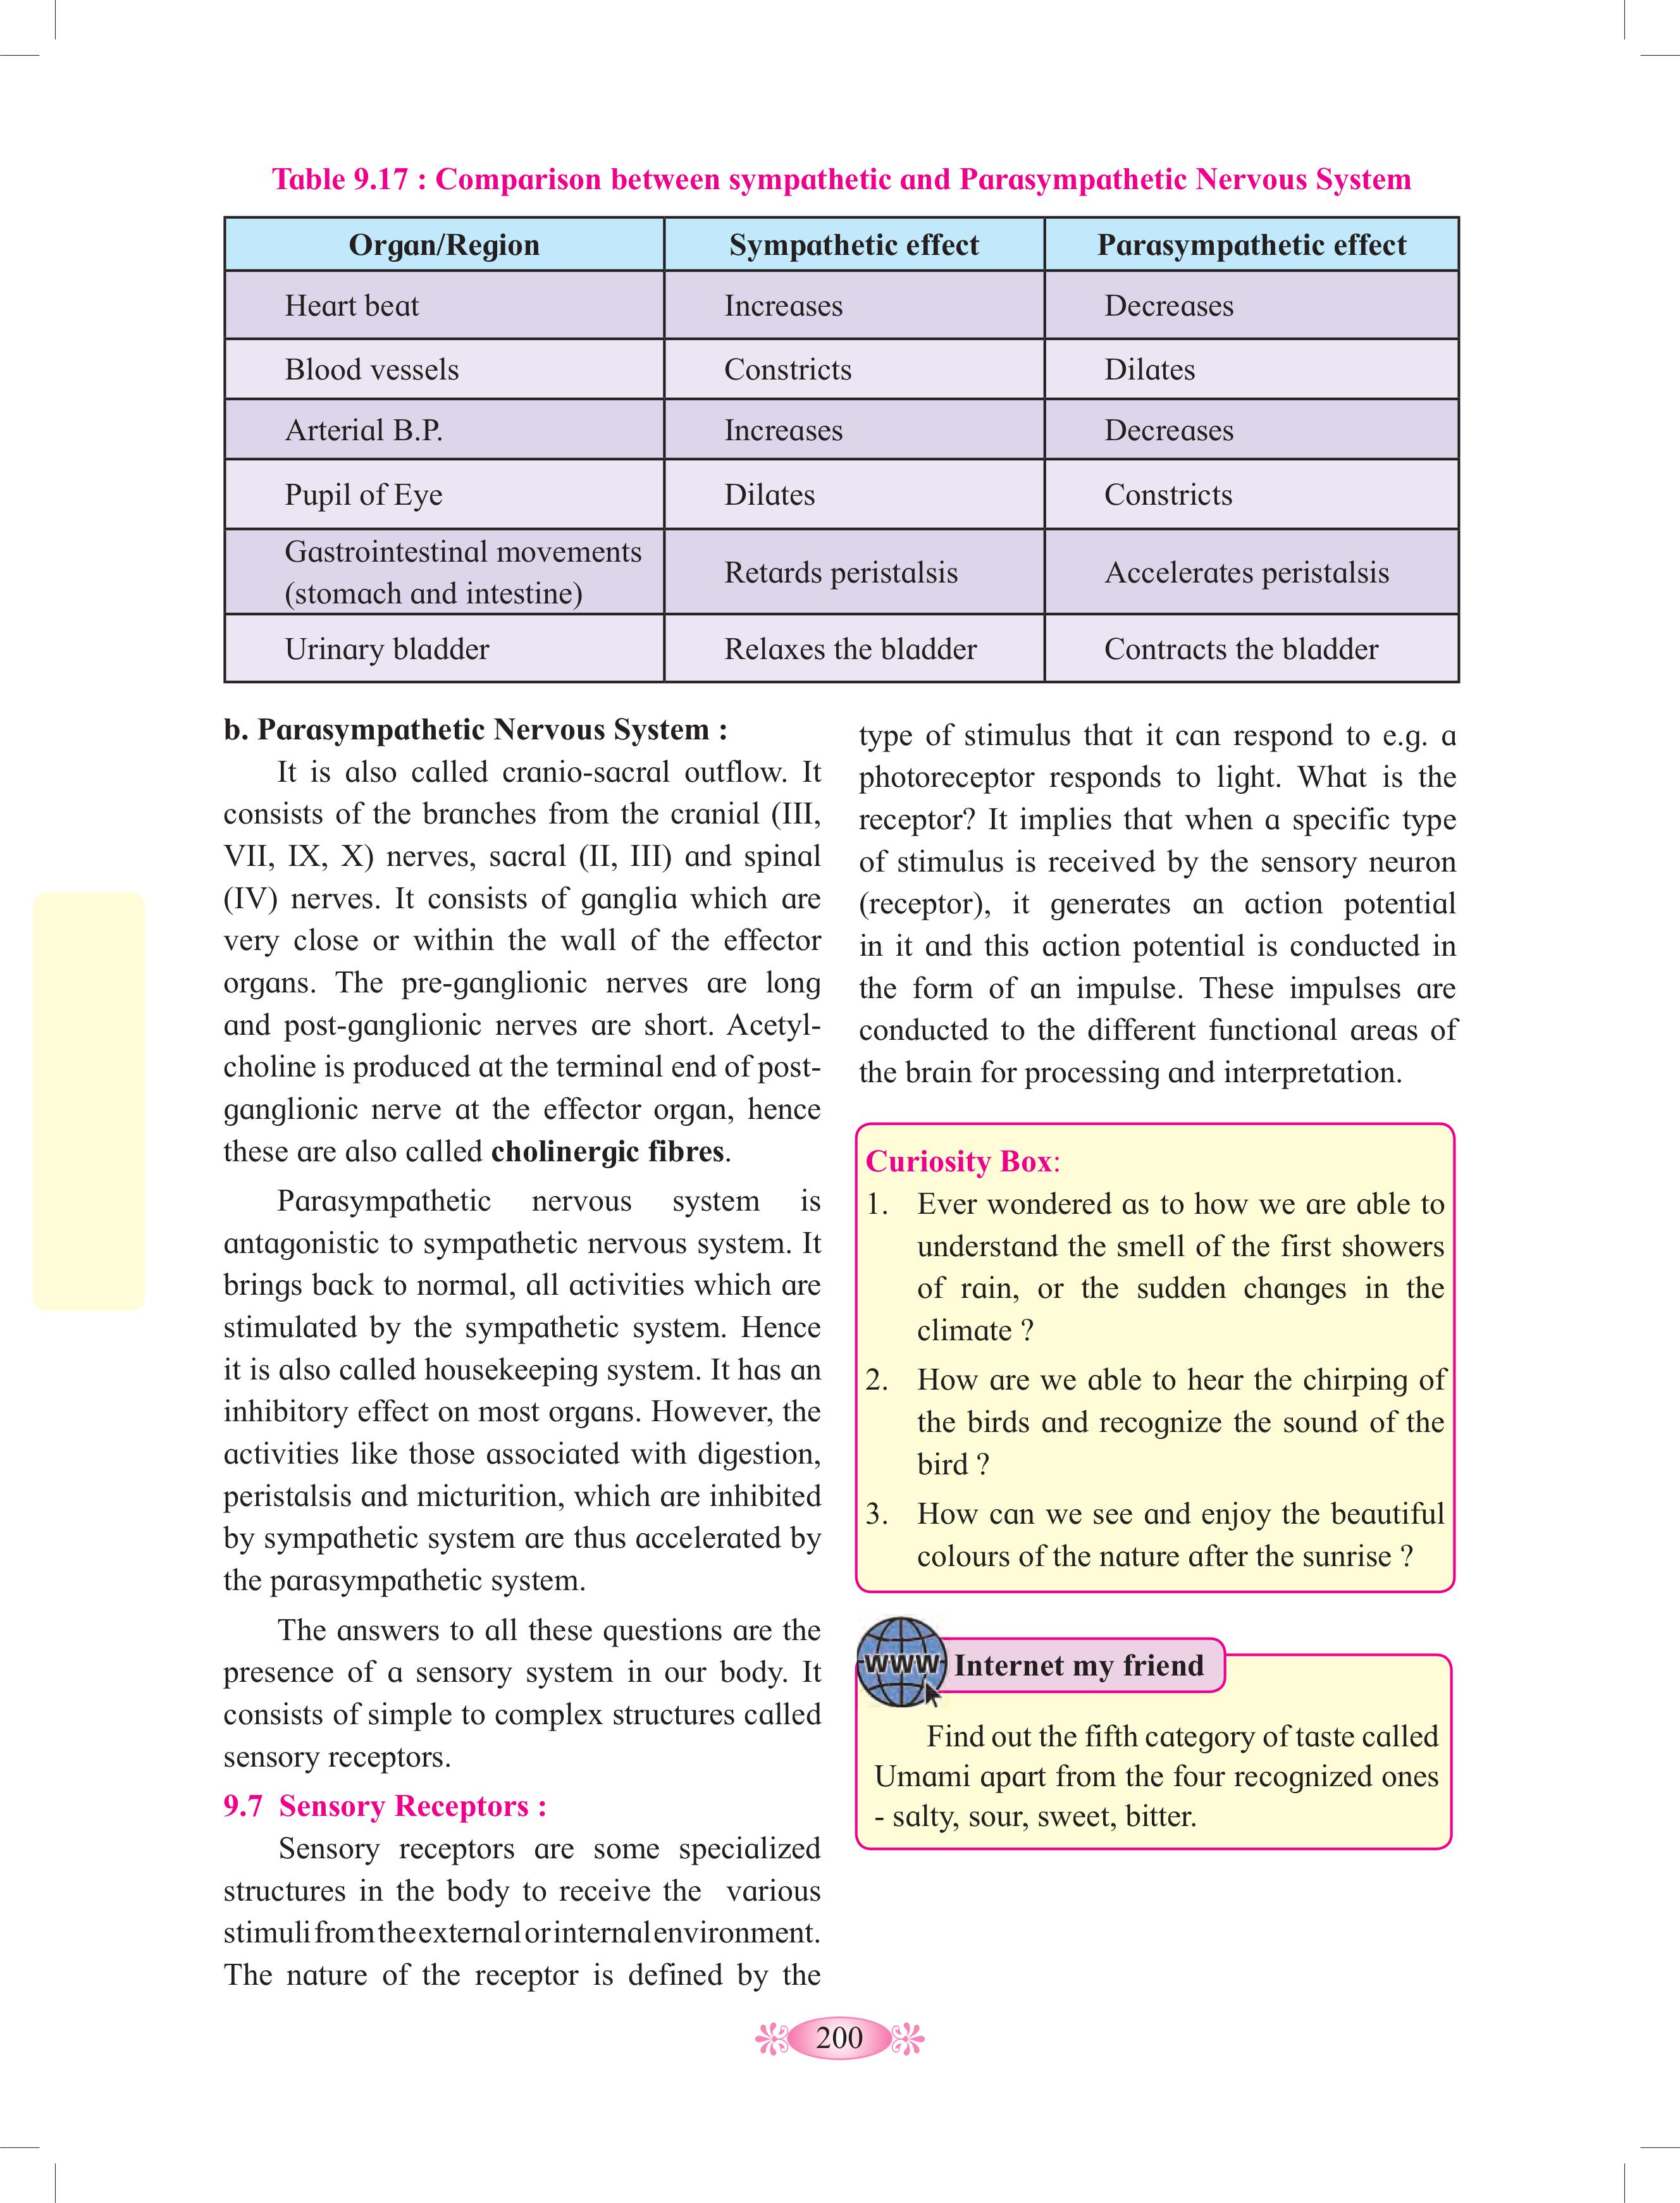 Table 9.17 : Comparison between sympathetic and Parasympathetic Nervous System
Organ/Region Sympathetic effect Parasympathetic effect
Heart beat Increases Decreases
Blood vessels Constricts Dilates
Arterial B.P. Increases Decreases
Pupil of Eye Dilates Constricts
Gastrointestinal movements
(stomach and intestine) Retards peristalsis Accelerates peristalsis
Urinary bladder Relaxes the bladder Contracts the bladder
b. Parasympathetic Nervous System :
It is also called cranio-sacral outflow. It
consists of the branches from the cranial (III,
VII, IX, X) nerves, sacral (II, III) and spinal
(IV) nerves. It consists of ganglia which are
very close or within the wall of the effector
organs. The pre-ganglionic nerves are long
and post-ganglionic nerves are short. Acetyl-
choline is produced at the terminal end of post-
ganglionic nerve at the effector organ, hence
these are also called cholinergic fibres.
Parasympathetic nervous system is
antagonistic to sympathetic nervous system. It
brings back to normal, all activities which are
stimulated by the sympathetic system. Hence
it is also called housekeeping system. It has an
inhibitory effect on most organs. However, the
activities like those associated with digestion,
peristalsis and micturition, which are inhibited
by sympathetic system are thus accelerated by
the parasympathetic system.
The answers to all these questions are the
presence of a sensory system in our body. It
consists of simple to complex structures called
sensory receptors.
9.7 Sensory Receptors :
Sensory receptors are some specialized
structures in the body to receive the various
stimuli from the external or internal environment.
The nature of the receptor is defined by the
type of stimulus that it can respond to e.g. a
photoreceptor responds to light. What is the
receptor? It implies that when a specific type
of stimulus is received by the sensory neuron
(receptor), it generates an action potential
in it and this action potential is conducted in
the form of an impulse. These impulses are
conducted to the different functional areas of
the brain for processing and interpretation.
Curiosity Box:
1. Ever wondered as to how we are able to
understand the smell of the first showers
of rain, or the sudden changes in the
climate ?
2. How are we able to hear the chirping of
the birds and recognize the sound of the
bird ?
3. How can we see and enjoy the beautiful
colours of the nature after the sunrise ?
WWW Internet my friend
Find out the fifth category of taste called
Umami apart from the four recognized ones
- salty, sour, sweet, bitter.
200